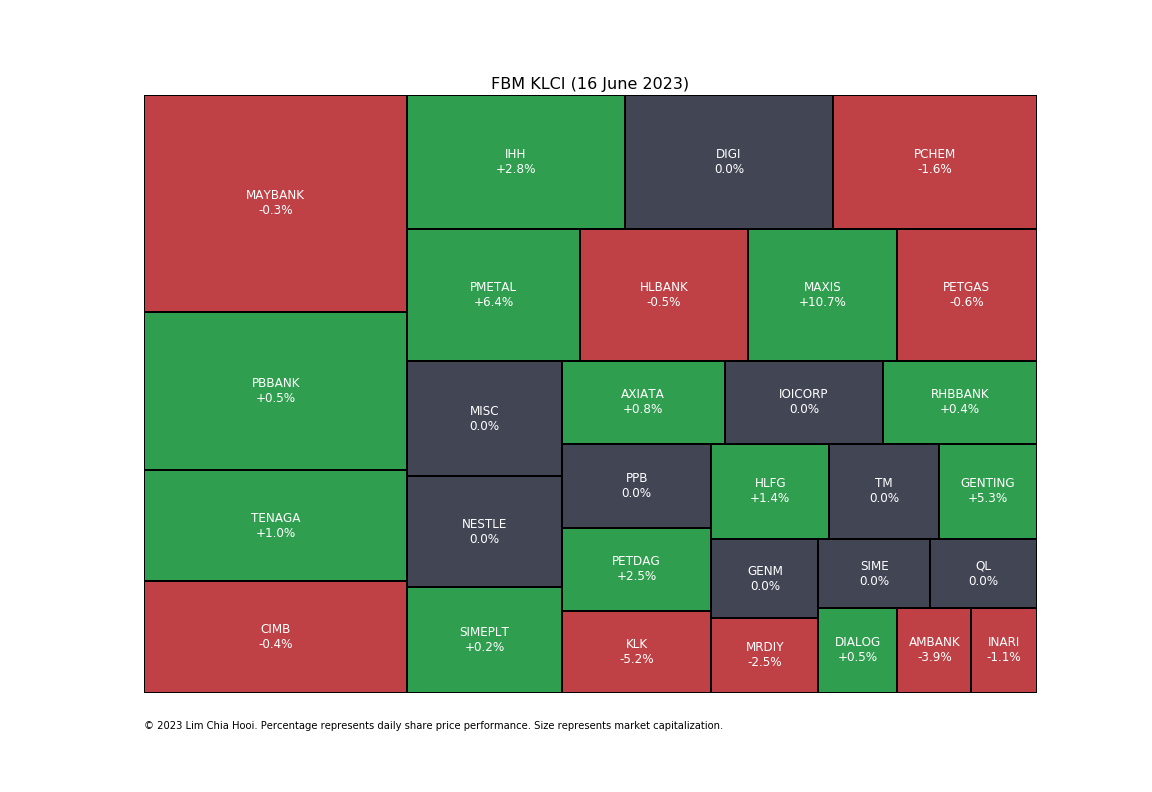 FBM KLCI (16 June 2023)
MAYBANK
-0.3%
PBBANK
+0.5%
TENAGA
+1.0%
CIMB
-0.4%
IHH
+2.8%
DIGI
0.0%
PCHEM
-1.6%
PMETAL
+6.4%
HLBANK
-0.5%
MAXIS
+10.7%
PETGAS
-0.6%
MISC
0.0%
NESTLE
0.0%
SIMEPLT
+0.2%
AXIATA
+0.8%
IOICORP
0.0%
RHBBANK
+0.4%
PPB
0.0%
PETDAG
+2.5%
KLK
-5.2%
HLFG
+1.4%
TM
0.0%
GENTING
+5.3%
GENM
0.0%
MRDIY
-2.5%
SIME
0.0%
QL
0.0%
DIALOG
+0.5%
AMBANK
-3.9%
INARI
-1.1%
© 2023 Lim Chia Hooi. Percentage represents daily share price performance. Size represents market capitalization.